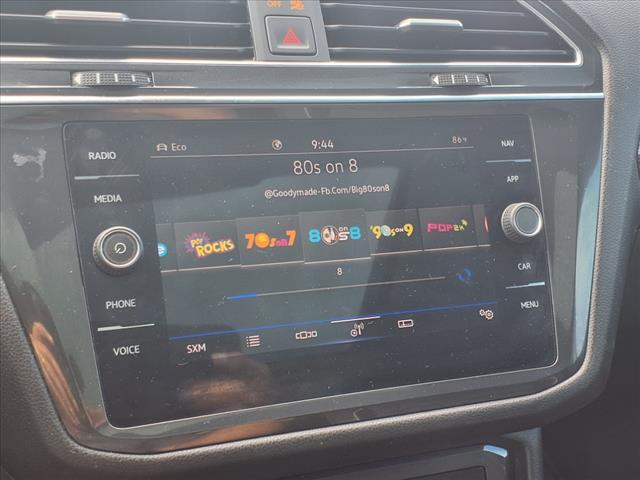 OFF
RADIO
MEDIA
PHONE
VOICE
Eco 9:44 86°F
80s on 8
@Goodymade-Fb.Com/Big80son8
POP ROCKS 70s on 7 80s on 8 '90s on 9 POP2K
8
SXM
NAV
APP
CAR
MENU